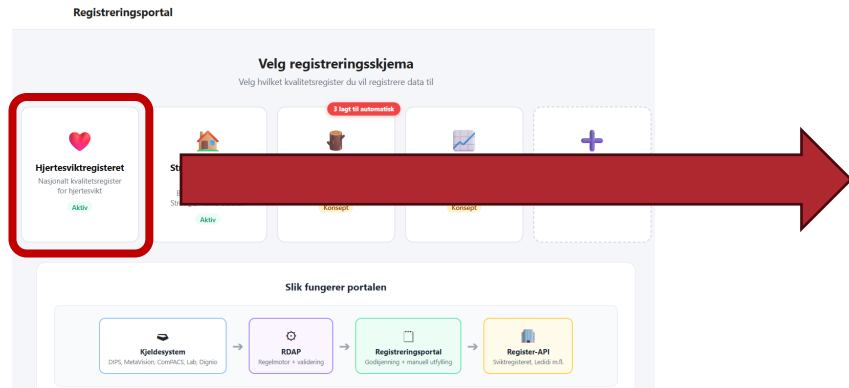 Registreringsportal
Velg registreringsskjema
Velg hvilket kvalitetsregister du vil registrere data til
3 lagt til automatisk
Hjertesviktregisteret
Nasjonalt kvalitetsregister
for hjertesvikt
Aktiv
Aktiv
Konsept
Konsept
Slik fungerer portalen
Kjeldesystem
DIPS, MetaVision, ComPACS, Lab, Dignio
→
RDAP
Regelmotor + validering
→
Registreringsportal
Godkjenning + manuell utfylling
→
Register-API
Sviktregisteret, Ledidi m.fl.